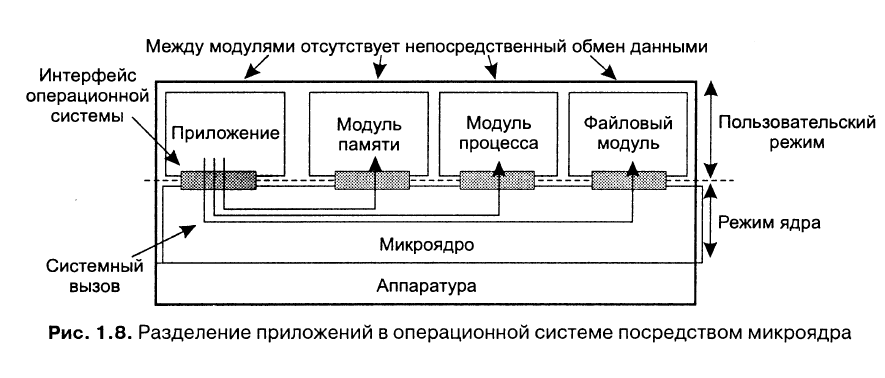 Между модулями отсутствует непосредственный обмен данными
Интерфейс
операционной
системы
Приложение
Модуль
памяти
Модуль
процесса
Файловый
модуль
Пользовательский
режим
Режим ядра
Микроядро
Системный
вызов
Аппаратура
Рис. 1.8. Разделение приложений в операционной системе посредством микроядра